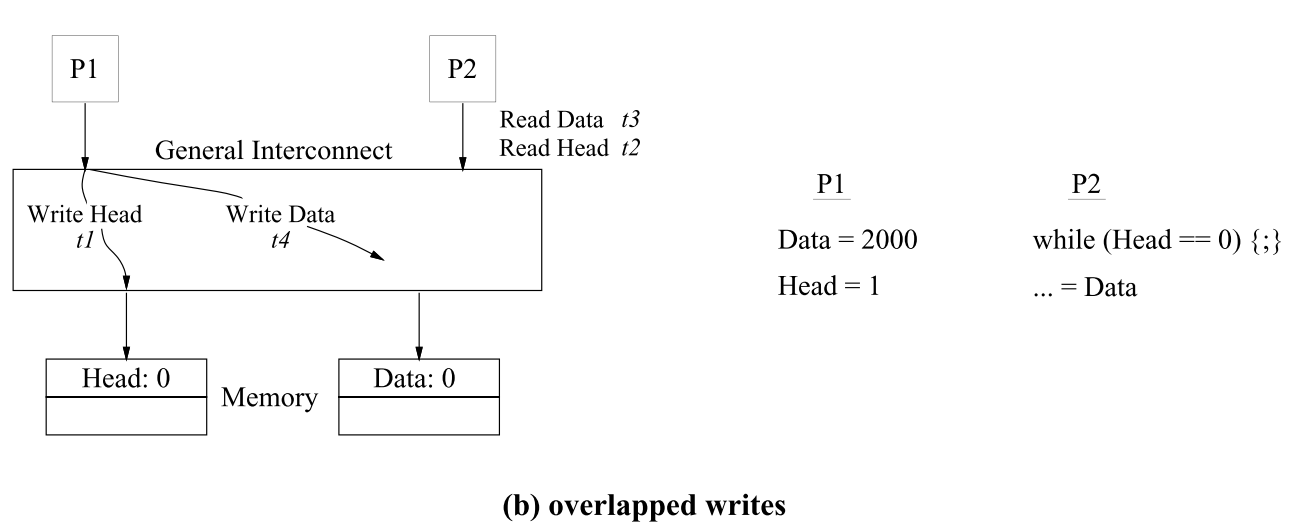 P1
P2
Read Data t3
Read Head t2
General Interconnect
Write Head
t1
Write Data
t4
Head: 0
Memory
Data: 0
P1
Data = 2000
Head = 1
P2
while (Head == 0) {;}
... = Data
(b) overlapped writes